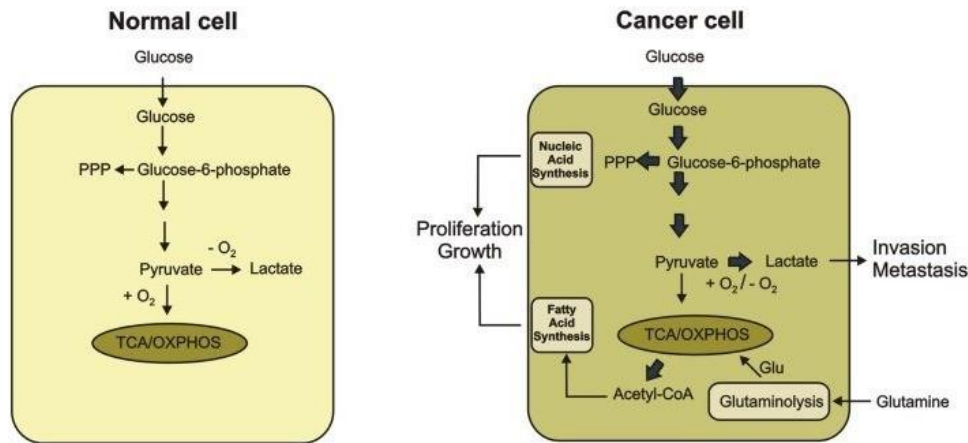 Normal cell
Glucose
Glucose
PPP
Glucose-6-phosphate
- O₂
Pyruvate
Lactate
+ O₂
TCA/OXPHOS
Cancer cell
Glucose
Glucose
Nucleic
Acid
Synthesis
PPP
Glucose-6-phosphate
Proliferation
Growth
Pyruvate
Lactate
+ O₂ / - O₂
Invasion
Metastasis
Fatty
Acid
Synthesis
TCA/OXPHOS
Glu
Acetyl-CoA
Glutaminolysis
Glutamine